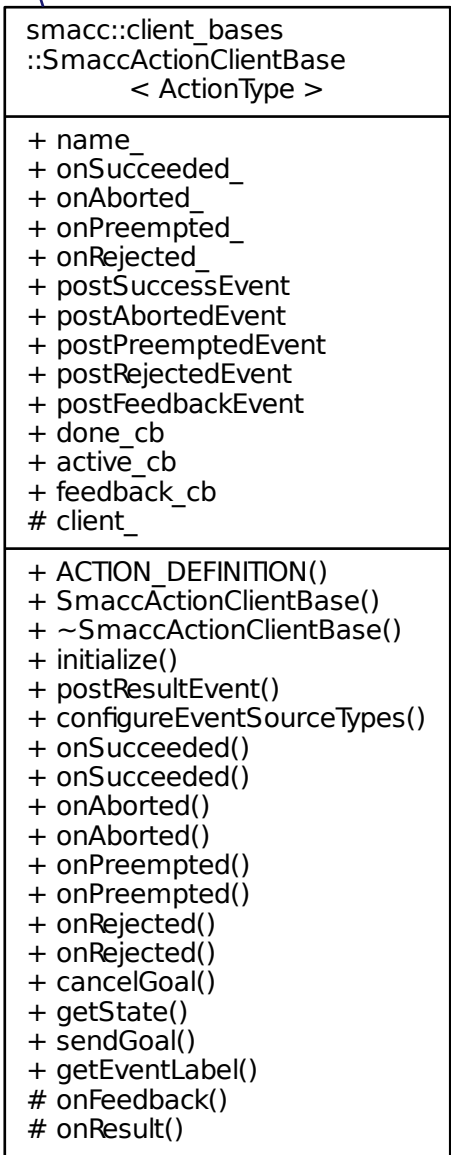 smacc::client_bases
::SmaccActionClientBase
< ActionType >
+ name_
+ onSucceeded_
+ onAborted_
+ onPreempted_
+ onRejected_
+ postSuccessEvent
+ postAbortedEvent
+ postPreemptedEvent
+ postRejectedEvent
+ postFeedbackEvent
+ done_cb
+ active_cb
+ feedback_cb
# client_
+ ACTION_DEFINITION()
+ SmaccActionClientBase()
+ ~SmaccActionClientBase()
+ initialize()
+ postResultEvent()
+ configureEventSourceTypes()
+ onSucceeded()
+ onSucceeded()
+ onAborted()
+ onAborted()
+ onPreempted()
+ onPreempted()
+ onRejected()
+ onRejected()
+ cancelGoal()
+ getState()
+ sendGoal()
+ getEventLabel()
# onFeedback()
# onResult()